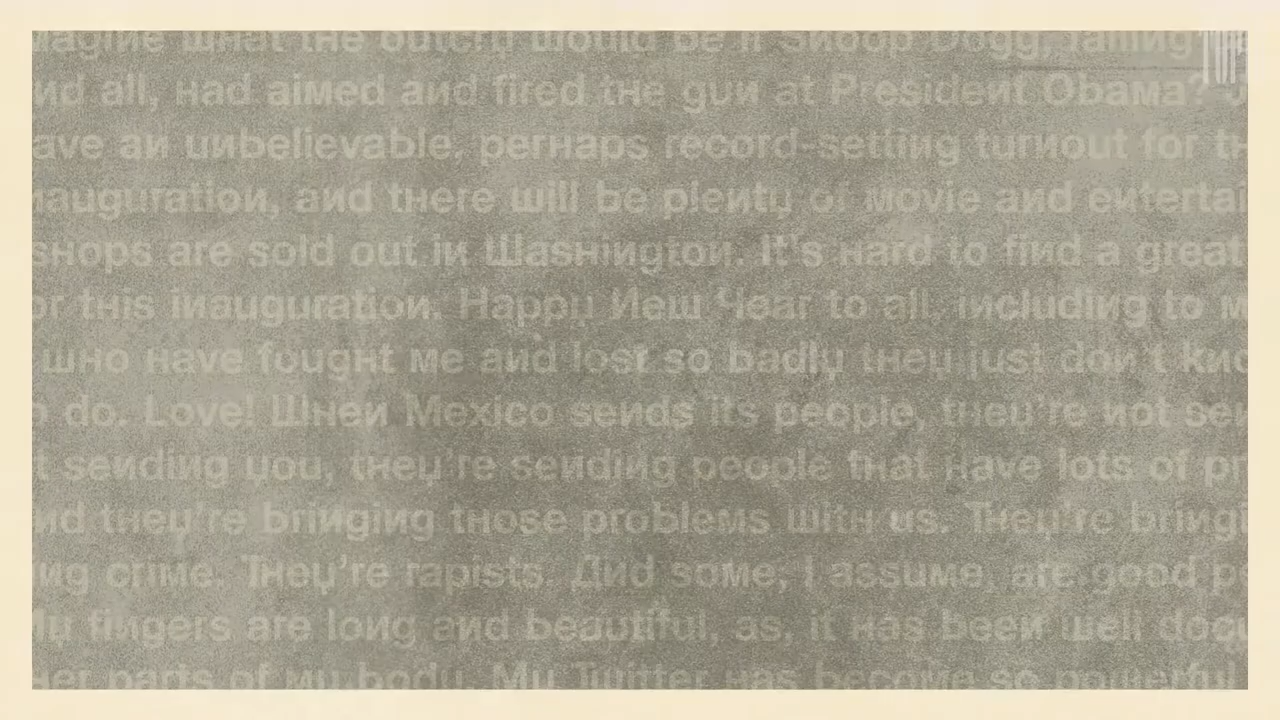 magine what the outcry would be if Snoop Dogg, failing
nd all, had aimed and fired the gun at President Obama? J
ave an unbelievable, perhaps record-setting turnout for th
nauguration, and there will be plenty of movie and entertai
shops are sold out in Washington. It's hard to find a great
or this inauguration. Happy New Year to all, including to m
who have fought me and lost so badly they just don't kno
o do. Love! When Mexico sends its people, they're not sen
t sending you, they're sending people that have lots of pr
nd they're bringing those problems with us. They're bringi
ng crime. They're rapists. And some, I assume, are good pe
My fingers are long and beautiful, as, it has been well docu
her parts of my body. My Twitter has become so powerful